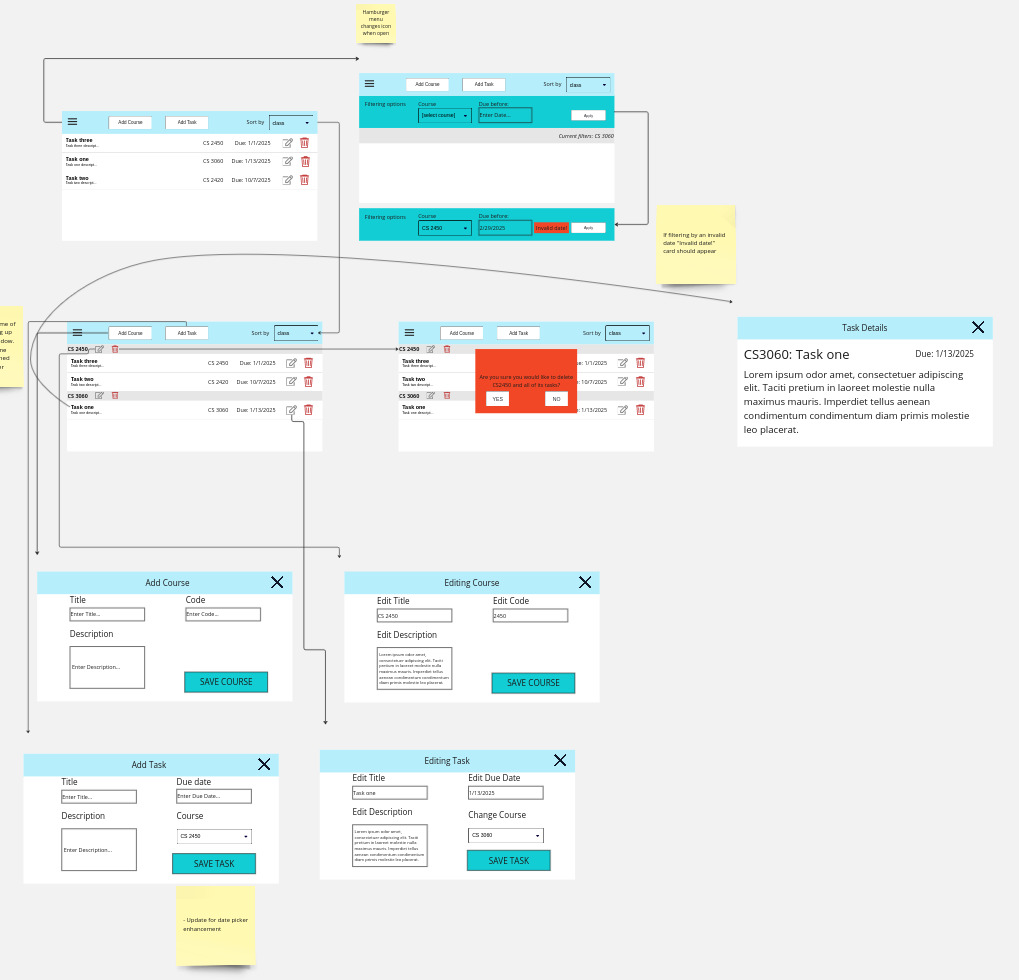 Hamburger
menu
changes icon
when open
Add Course
Add Task
Sort by
class
Filtering options
Course
[select course]
Due before:
Enter Date...
Apply
Current filters: CS 3060
Filtering options
Course
CS 2450
Due before:
2/29/2025
Invalid date!
Apply
Add Course
Add Task
Sort by
class
Task three
Task three descript...
CS 2450
Due: 1/1/2025
Task one
Task one descript...
CS 3060
Due: 1/13/2025
Task two
Task two descript...
CS 2420
Due: 10/7/2025
If filtering by an invalid
date "Invalid date!"
card should appear
me of
g up
dow.
ne
ned
er
Add Course
Add Task
Sort by
class
CS 2450
Task three
Task three descript...
CS 2450
Due: 1/1/2025
Task two
Task two descript...
CS 2420
Due: 10/7/2025
CS 3060
Task one
Task one descript...
CS 3060
Due: 1/13/2025
Add Course
Add Task
Sort by
class
CS 2450
Task three
Task three descript...
e: 1/1/2025
Task two
Task two descript...
10/7/2025
CS 3060
Task one
Task one descript...
: 1/13/2025
Are you sure you would like to delete
CS2450 and all of its tasks?
YES
NO
Task Details
CS3060: Task one
Due: 1/13/2025
Lorem ipsum odor amet, consectetuer adipiscing
elit. Taciti pretium in laoreet molestie nulla
maximus mauris. Imperdiet tellus aenean
condimentum condimentum diam primis molestie
leo placerat.
Add Course
Title
Enter Title...
Code
Enter Code...
Description
Enter Description...
SAVE COURSE
Editing Course
Edit Title
CS 2450
Edit Code
2450
Edit Description
Lorem ipsum odor amet,
consectetuer adipiscing elit. Taciti
pretium in laoreet molestie nulla
maximus mauris. Imperdiet tellus
aenean condimentum condimentum
diam primis molestie leo placerat.
SAVE COURSE
Add Task
Title
Enter Title...
Due date
Enter Due Date...
Description
Enter Description...
Course
CS 2450
SAVE TASK
Editing Task
Edit Title
Task one
Edit Due Date
1/13/2025
Edit Description
Lorem ipsum odor amet,
consectetuer adipiscing elit. Taciti
pretium in laoreet molestie nulla
maximus mauris. Imperdiet tellus
aenean condimentum condimentum
diam primis molestie leo placerat.
Change Course
CS 3060
SAVE TASK
- Update for date picker
enhancement